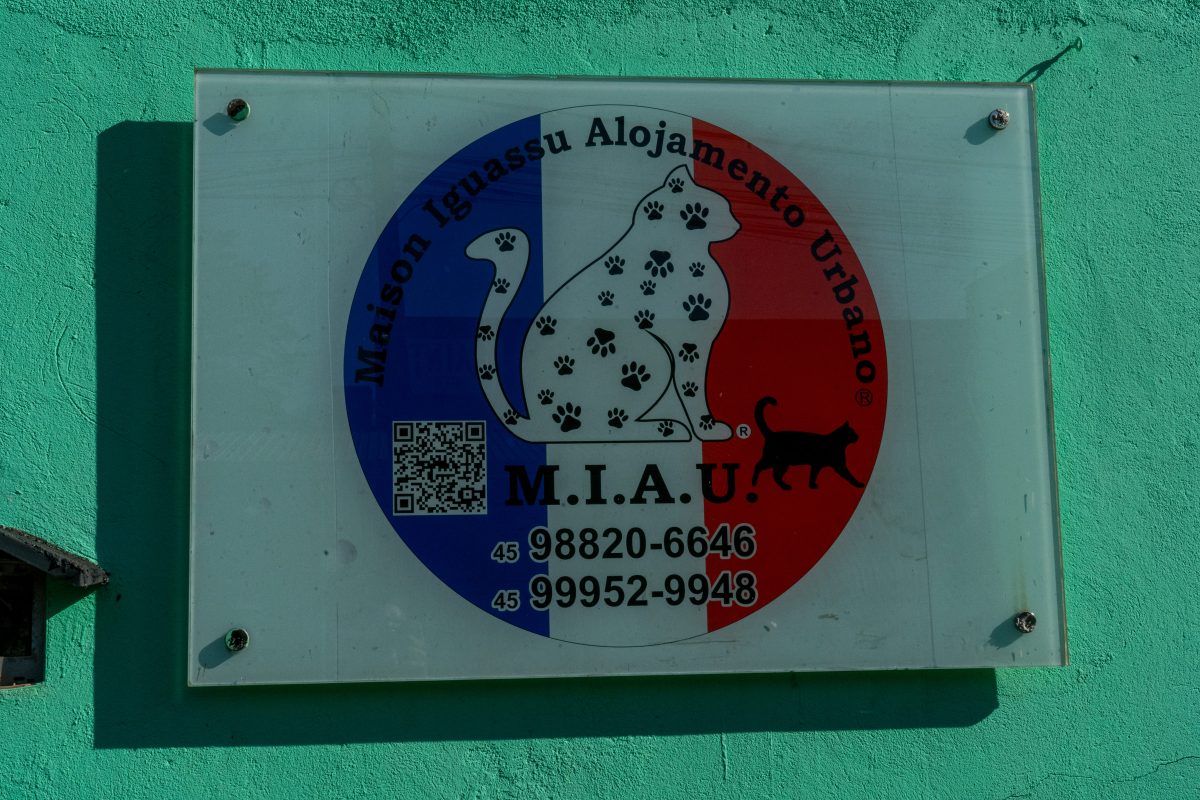 Maison Iguassu Alojamento Urbano ®
®
M.I.A.U.
45 98820-6646
45 99952-9948